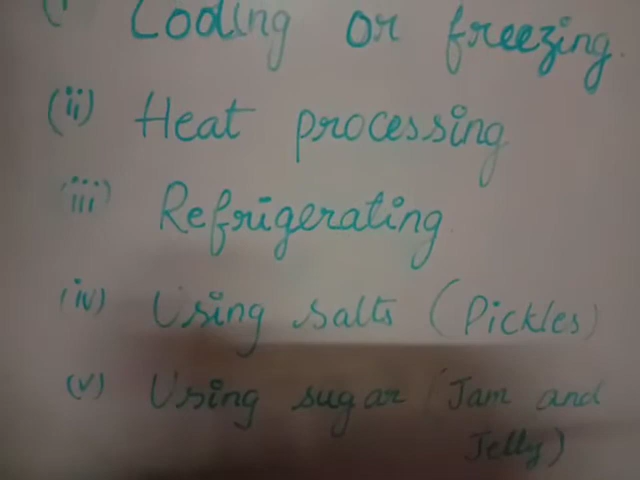 (i) Cooling or freezing.
(ii) Heat processing
(iii) Refrigerating.
(iv) Using salts (Pickles)
(v) Using sugar (Jam and
Jelly)